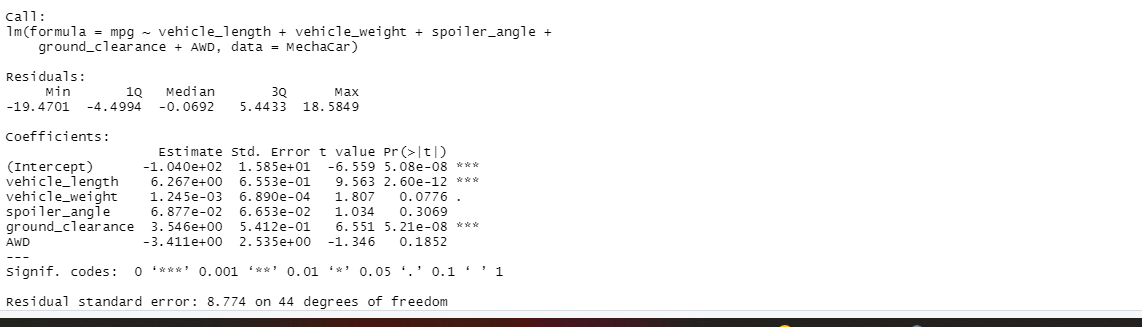 Call:
lm(formula = mpg ~ vehicle_length + vehicle_weight + spoiler_angle +
    ground_clearance + AWD, data = MechaCar)

Residuals:
     Min       1Q   Median       3Q      Max
-19.4701  -4.4994  -0.0692   5.4433  18.5849

Coefficients:
                   Estimate Std. Error t value Pr(>|t|)
(Intercept)      -1.040e+02  1.585e+01  -6.559 5.08e-08 ***
vehicle_length    6.267e+00  6.553e-01   9.563 2.60e-12 ***
vehicle_weight    1.245e-03  6.890e-04   1.807   0.0776 .
spoiler_angle     6.877e-02  6.653e-02   1.034   0.3069
ground_clearance  3.546e+00  5.412e-01   6.551 5.21e-08 ***
AWD              -3.411e+00  2.535e+00  -1.346   0.1852
---
Signif. codes:  0 ‘***’ 0.001 ‘**’ 0.01 ‘*’ 0.05 ‘.’ 0.1 ‘ ’ 1

Residual standard error: 8.774 on 44 degrees of freedom